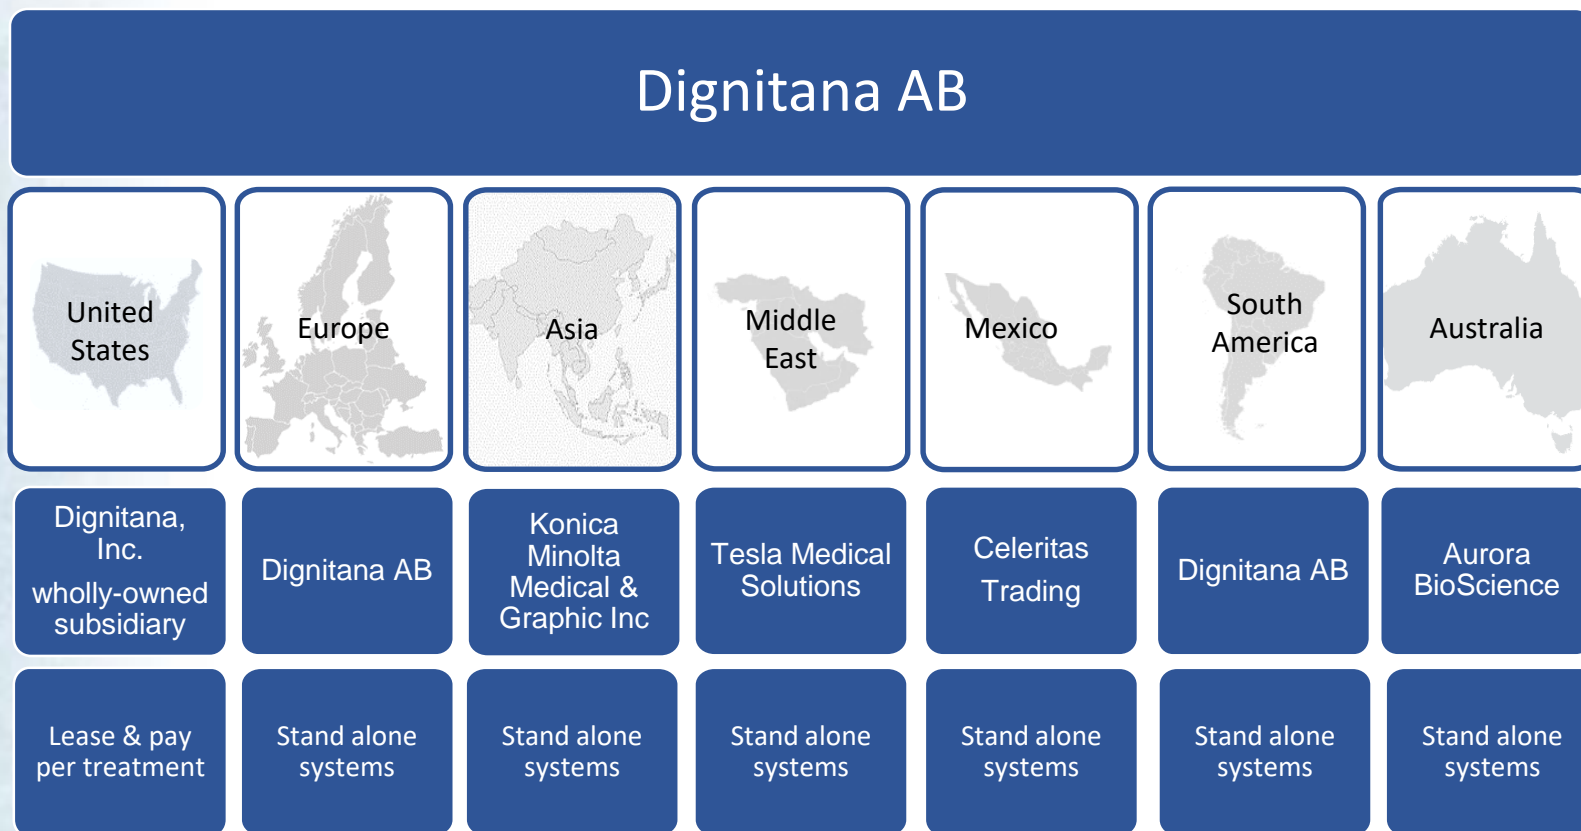 Dignitana AB
United
States
Europe
Asia
Middle
East
Mexico
South
America
Australia
Dignitana,
Inc.
wholly-owned
subsidiary
Dignitana AB
Konica
Minolta
Medical &
Graphic Inc
Tesla Medical
Solutions
Celeritas
Trading
Dignitana AB
Aurora
BioScience
Lease & pay
per treatment
Stand alone
systems
Stand alone
systems
Stand alone
systems
Stand alone
systems
Stand alone
systems
Stand alone
systems